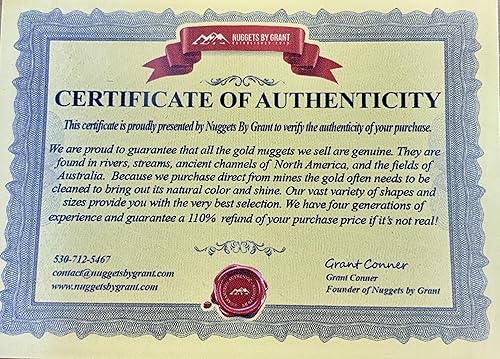 NUGGETS BY GRANT
CERTIFICATE OF AUTHENTICITY
This certificate is proudly presented by Nuggets By Grant to verify the authenticity of your purchase.
We are proud to guarantee that all the gold nuggets we sell are genuine. They are
found in rivers, streams, ancient channels of North America, and the fields of
Australia. Because we purchase direct from mines the gold often needs to be
cleaned to bring out its natural color and shine. Our vast variety of shapes and
sizes provide you with the very best selection. We have four generations of
experience and guarantee a 110% refund of your purchase price if it's not real!
530-712-5467
contact@nuggetsbygrant.com
www.nuggetsbygrant.com
Grant Conner
Grant Conner
Founder of Nuggets by Grant